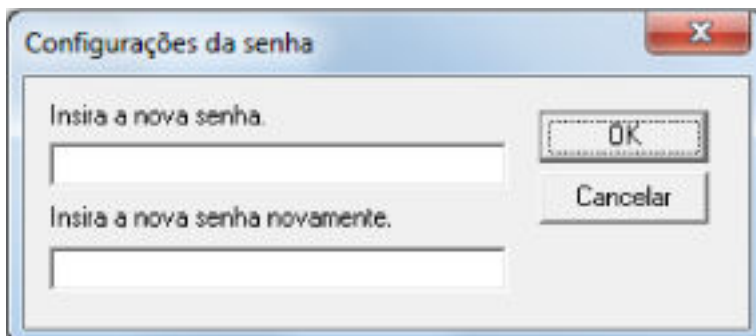 Configurações da senha
Insira a nova senha.
OK
Cancelar
Insira a nova senha novamente.